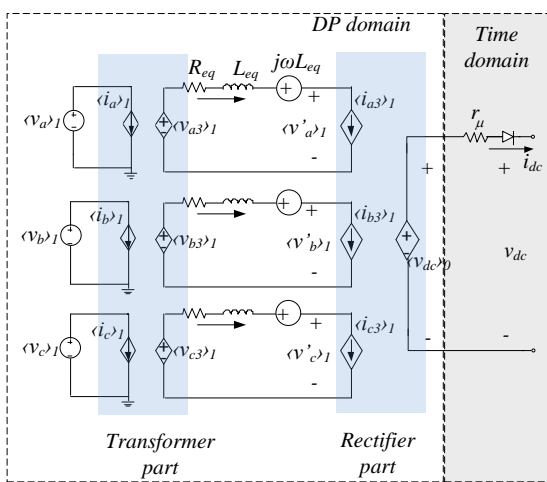 DP domain
Time
domain
R_eq L_eq jωL_eq
⟨v_a⟩_1 ⟨i_a⟩_1 + - ⟨v_a3⟩_1 + ⟨v'_a⟩_1 - ⟨i_a3⟩_1
r_μ
i_dc
⟨v_b⟩_1 ⟨i_b⟩_1 + - ⟨v_b3⟩_1 + ⟨v'_b⟩_1 - ⟨i_b3⟩_1
+ - ⟨v_dc⟩_0 + - + v_dc -
⟨v_c⟩_1 ⟨i_c⟩_1 + - ⟨v_c3⟩_1 + ⟨v'_c⟩_1 - ⟨i_c3⟩_1
Transformer
part
Rectifier
part